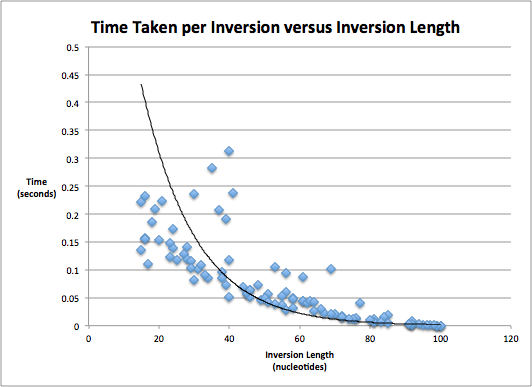 Time Taken per Inversion versus Inversion Length
0.5
0.45
0.4
0.35
0.3
0.25
0.2
0.15
0.1
0.05
0
Time
(seconds)
0 20 40 60 80 100 120
Inversion Length
(nucleotides)